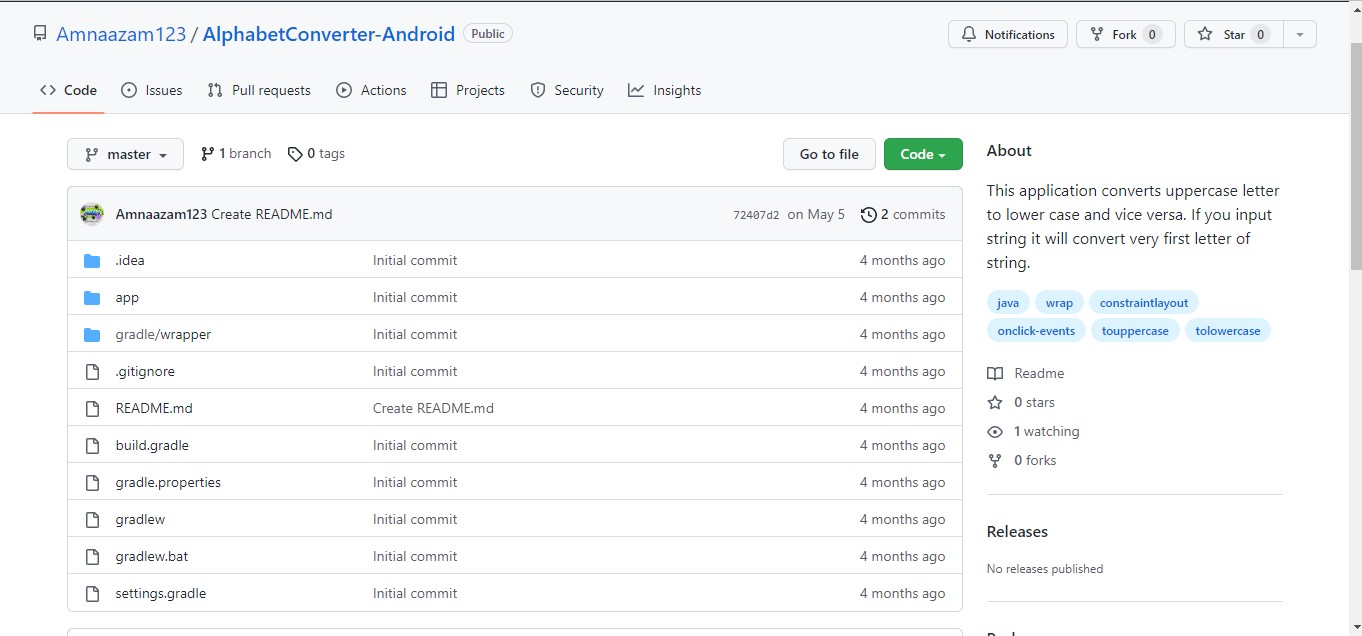 Amnaazam123 / AlphabetConverter-Android Public Notifications Fork 0 Star 0
Code Issues Pull requests Actions Projects Security Insights
master 1 branch 0 tags Go to file Code
Amnaazam123 Create README.md 72407d2 on May 5 2 commits
.idea Initial commit 4 months ago
app Initial commit 4 months ago
gradle/wrapper Initial commit 4 months ago
.gitignore Initial commit 4 months ago
README.md Create README.md 4 months ago
build.gradle Initial commit 4 months ago
gradle.properties Initial commit 4 months ago
gradlew Initial commit 4 months ago
gradlew.bat Initial commit 4 months ago
settings.gradle Initial commit 4 months ago
About
This application converts uppercase letter
to lower case and vice versa. If you input
string it will convert very first letter of
string.
java wrap constraintlayout
onclick-events touppercase tolowercase
Readme
0 stars
1 watching
0 forks
Releases
No releases published